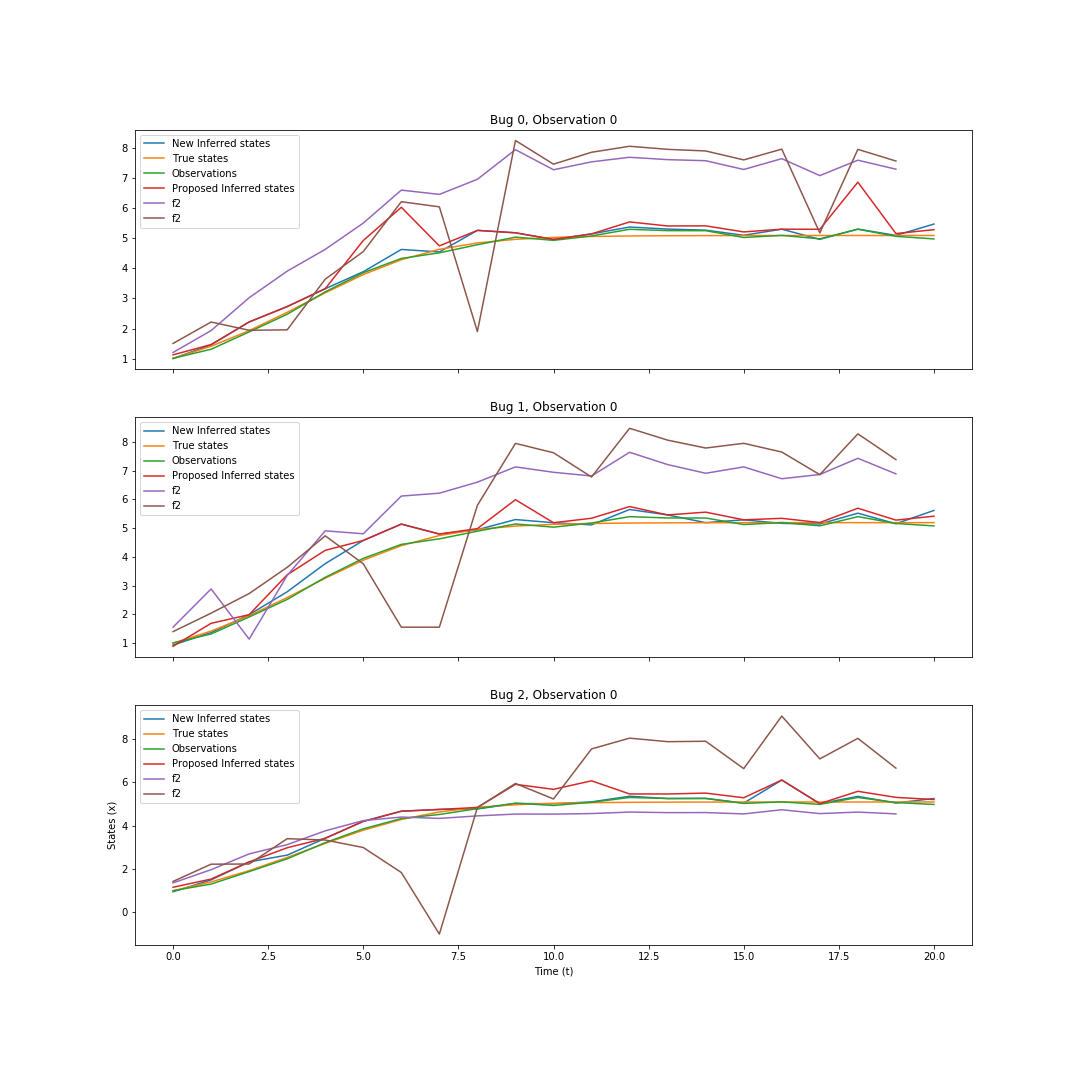 Bug 0, Observation 0
8
7
6
5
4
3
2
1
New Inferred states
True states
Observations
Proposed Inferred states
f2
f2
Bug 1, Observation 0
8
7
6
5
4
3
2
1
New Inferred states
True states
Observations
Proposed Inferred states
f2
f2
Bug 2, Observation 0
8
6
4
2
0
New Inferred states
True states
Observations
Proposed Inferred states
f2
f2
States (x)
0.0 2.5 5.0 7.5 10.0 12.5 15.0 17.5 20.0
Time (t)